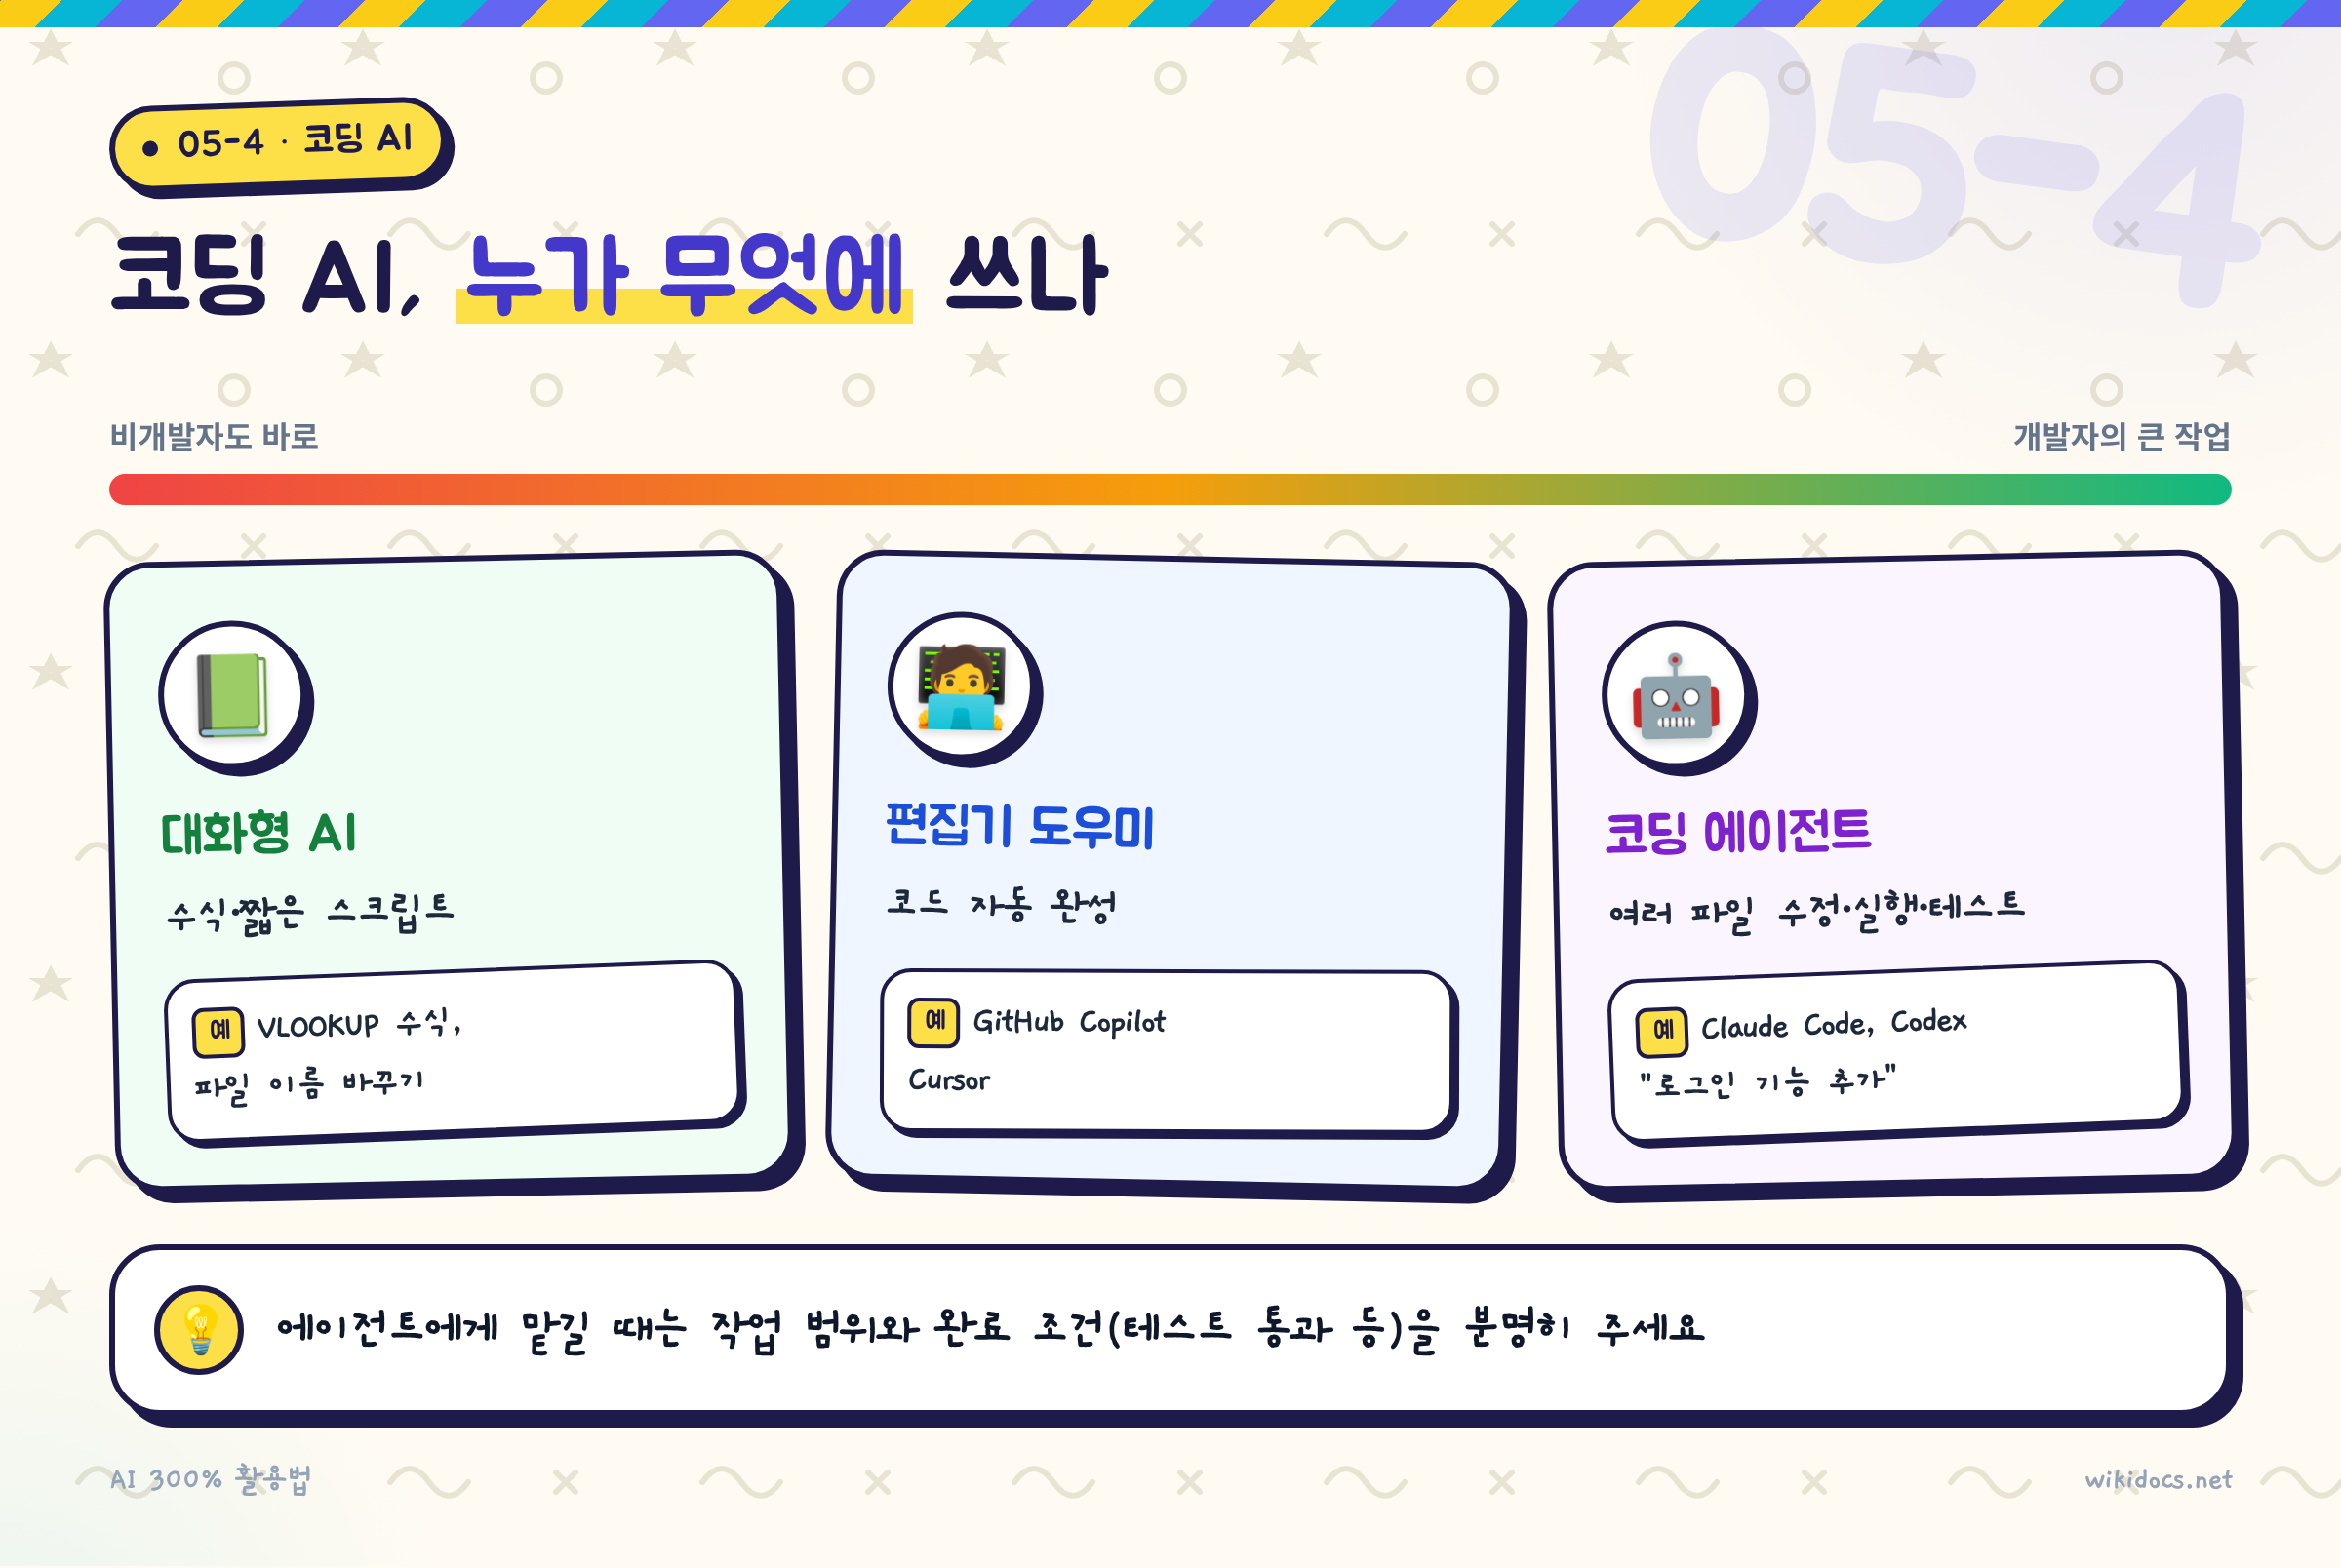 05-4
• 05-4 · 코딩 AI
코딩 AI, 누가 무엇에 쓰나
비개발자도 바로
개발자의 큰 작업
대화형 AI
수식·짧은 스크립트
예 VLOOKUP 수식,
파일 이름 바꾸기
편집기 도우미
코드 자동 완성
예 GitHub Copilot
Cursor
코딩 에이전트
여러 파일 수정·실행·테스트
예 Claude Code, Codex
"로그인 기능 추가"
에이전트에게 맡길 때는 작업 범위와 완료 조건(테스트 통과 등)을 분명히 주세요
AI 300% 활용법
wikidocs.net